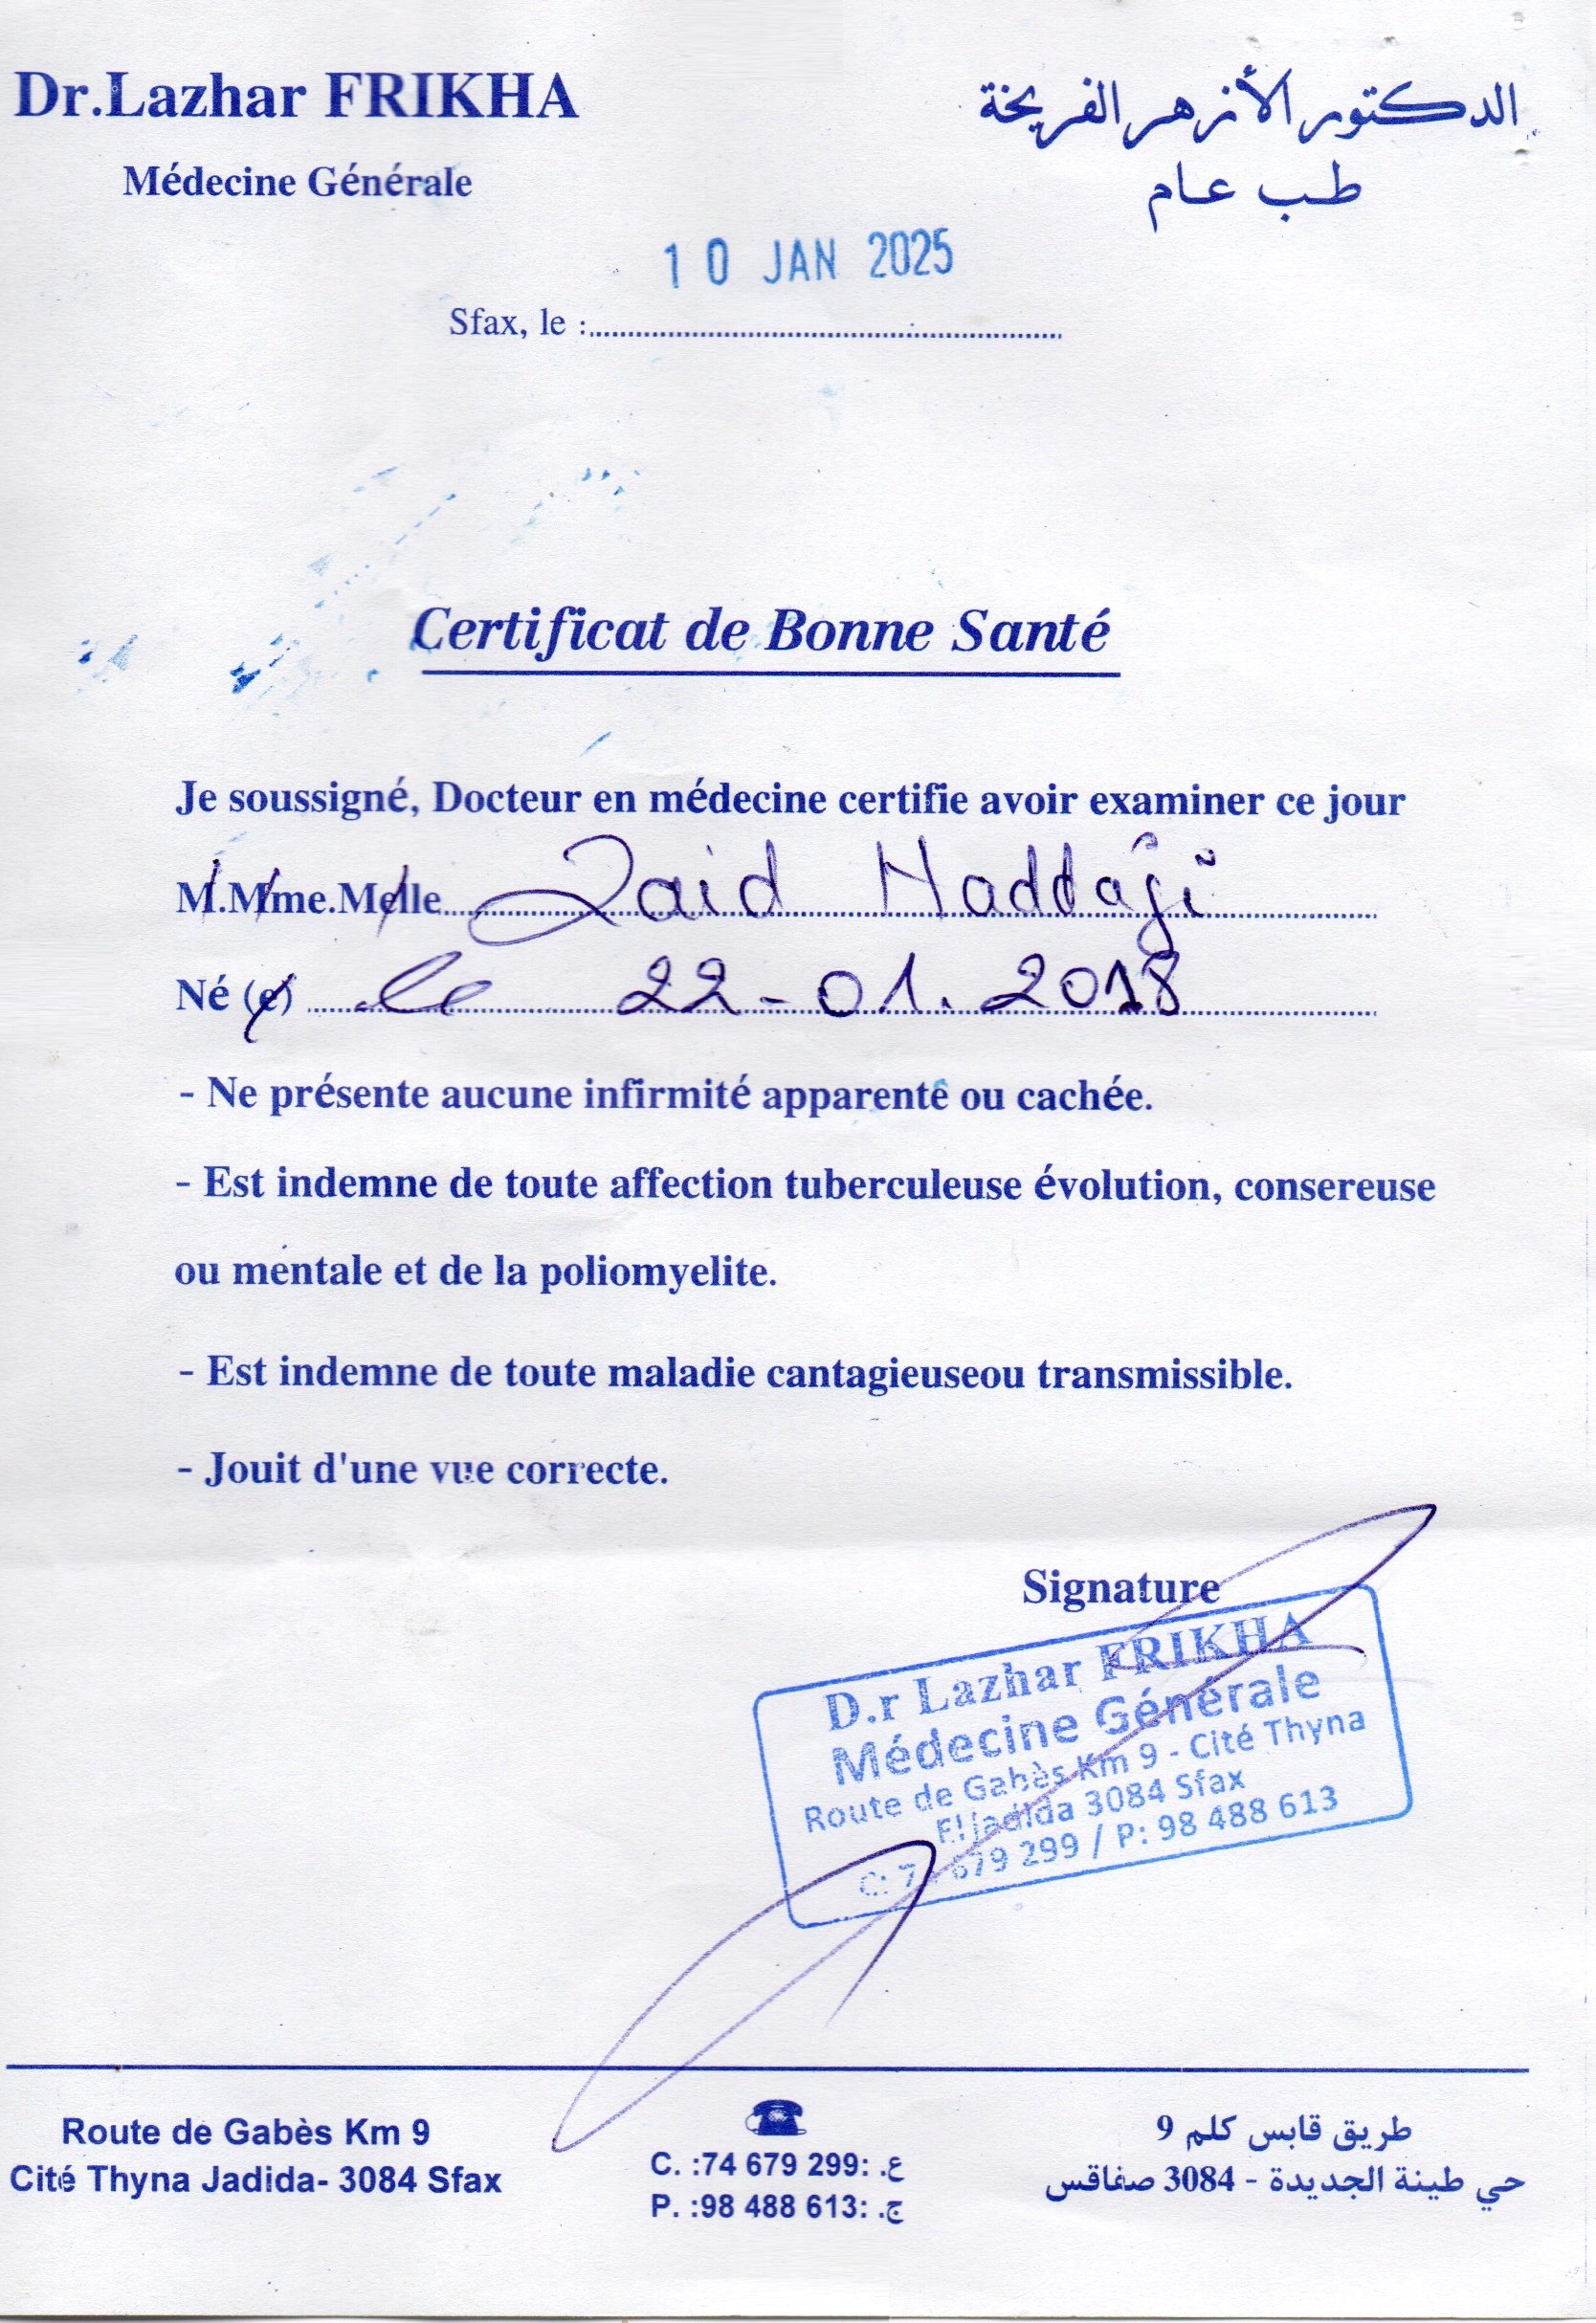 Dr.Lazhar FRIKHA
Médecine Générale
الدكتور الأزهر الفريخة
طب عام
10 JAN 2025
Sfax, le :
Certificat de Bonne Santé
Je soussigné, Docteur en médecine certifie avoir examiner ce jour
M.Mme.Melle Zaid Haddaji
Né (e) le 22-01.2018
- Ne présente aucune infirmité apparente ou cachée.
- Est indemne de toute affection tuberculeuse évolution, consereuse
ou mentale et de la poliomyelite.
- Est indemne de toute maladie cantagieuseou transmissible.
- Jouit d'une vue correcte.
Signature
D.r Lazhar FRIKHA
Médecine Générale
Route de Gabès Km 9 - Cité Thyna
Eljadida 3084 Sfax
C: 74 679 299 / P: 98 488 613
Route de Gabès Km 9
Cité Thyna Jadida- 3084 Sfax
C. :74 679 299: .ع
P. :98 488 613: .ج
طريق قابس كلم 9
حي طينة الجديدة - 3084 صفاقس